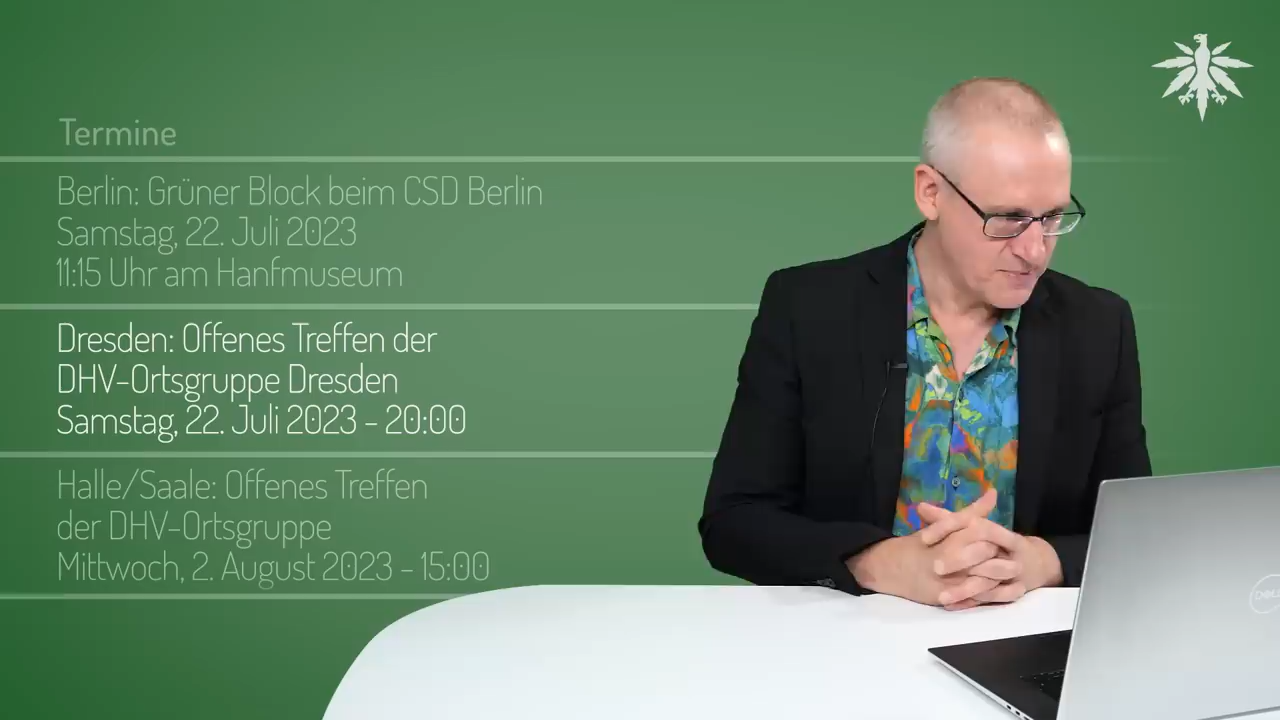 Termine
Berlin: Grüner Block beim CSD Berlin
Samstag, 22. Juli 2023
11:15 Uhr am Hanfmuseum
Dresden: Offenes Treffen der
DHV-Ortsgruppe Dresden
Samstag, 22. Juli 2023 - 20:00
Halle/Saale: Offenes Treffen
der DHV-Ortsgruppe
Mittwoch, 2. August 2023 - 15:00
DELL